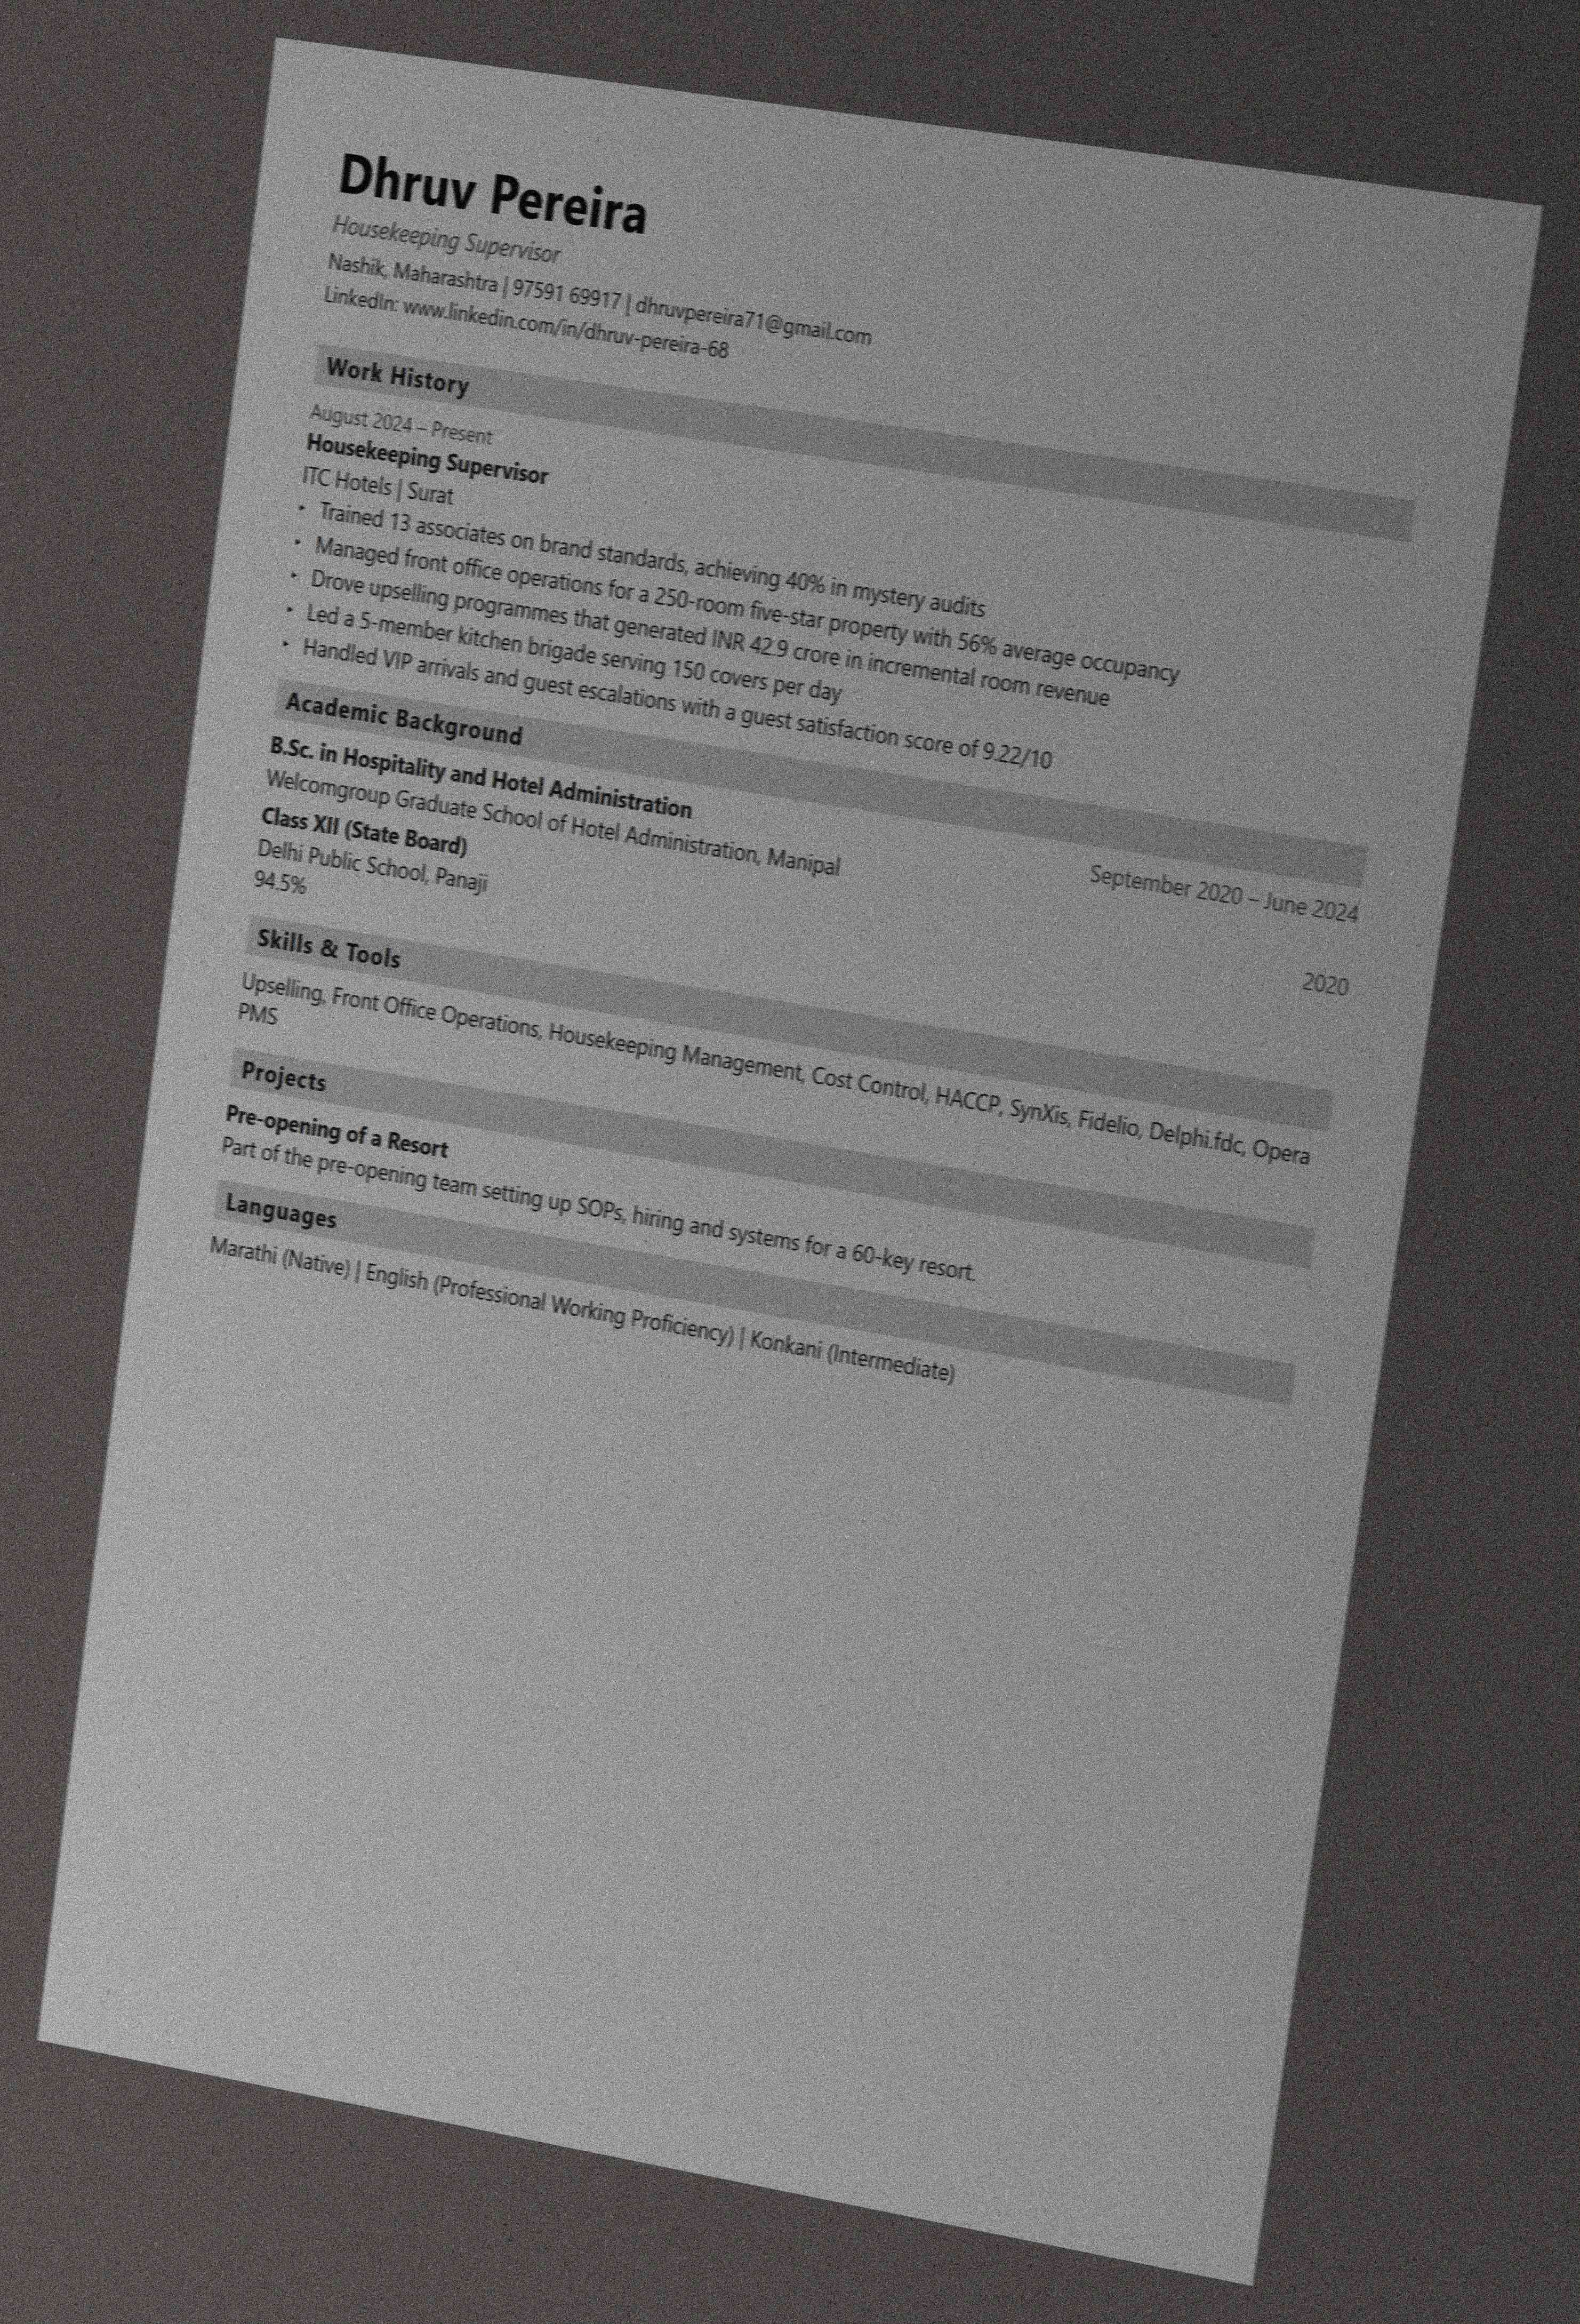 Dhruv Pereira
Housekeeping Supervisor
Nashik, Maharashtra | 97591 69917 | dhruvpereira71@gmail.com
LinkedIn: www.linkedin.com/in/dhruv-pereira-68
Work History
August 2024 – Present
Housekeeping Supervisor
ITC Hotels | Surat
‣ Trained 13 associates on brand standards, achieving 40% in mystery audits
‣ Managed front office operations for a 250-room five-star property with 56% average occupancy
‣ Drove upselling programmes that generated INR 42.9 crore in incremental room revenue
‣ Led a 5-member kitchen brigade serving 150 covers per day
‣ Handled VIP arrivals and guest escalations with a guest satisfaction score of 9.22/10
Academic Background
B.Sc. in Hospitality and Hotel Administration September 2020 – June 2024
Welcomgroup Graduate School of Hotel Administration, Manipal
Class XII (State Board) 2020
Delhi Public School, Panaji
94.5%
Skills & Tools
Upselling, Front Office Operations, Housekeeping Management, Cost Control, HACCP, SynXis, Fidelio, Delphi.fdc, Opera
PMS
Projects
Pre-opening of a Resort
Part of the pre-opening team setting up SOPs, hiring and systems for a 60-key resort.
Languages
Marathi (Native) | English (Professional Working Proficiency) | Konkani (Intermediate)